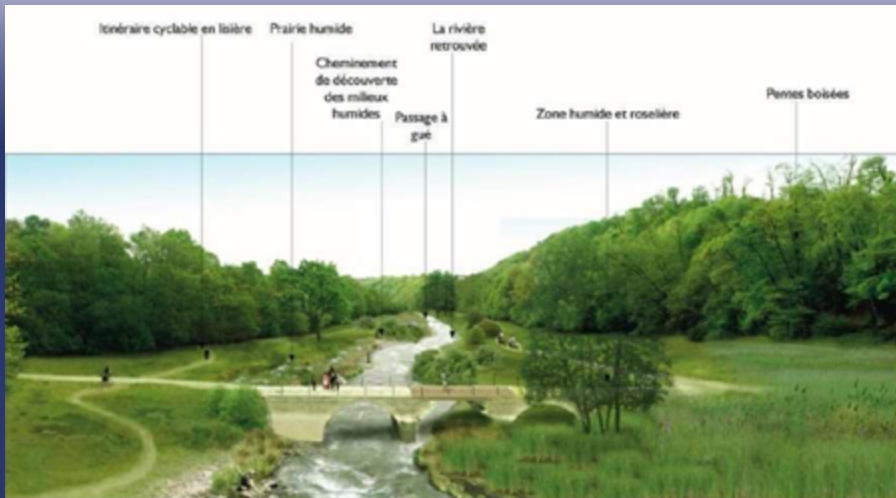 Itinéraire cyclable en lisière
Prairie humide
Cheminement
de découverte
des milieux
humides
Passage à
gué
La rivière
retrouvée
Zone humide et roselière
Pentes boisées